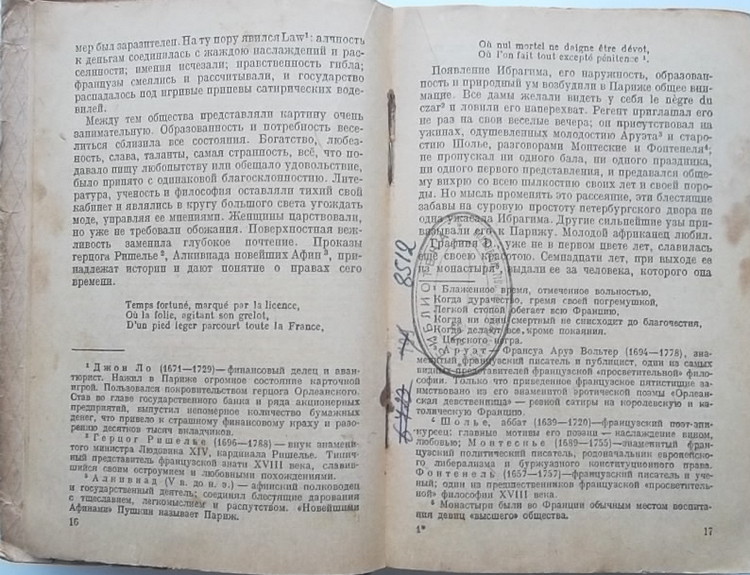 мер был заразителен. На ту пору явился Law¹: алчность
к деньгам соединялась с жаждою наслаждений и рас-
сеянности; имения исчезали; нравственность гибла;
французы смеялись и рассчитывали, и государство
распадалось под игривые припевы сатирических воде-
вилей.
Между тем общества представляли картину очень
занимательную. Образованность и потребность весе-
литься сблизила все состояния. Богатство, любез-
ность, слава, таланты, самая странность, всё, что по-
давало пищу любопытству или обещало удовольствие,
было принято с одинаковой благосклонностию. Лите-
ратура, ученость и философия оставляли тихий свой
кабинет и являлись в кругу большого света угождать
моде, управляя ее мнениями. Женщины царствовали,
но уже не требовали обожания. Поверхностная веж-
ливость заменила глубокое почтение. Проказы
герцога Ришелье², Алкивиада новейших Афин³, при-
надлежат истории и дают понятие о нравах сего
времени.
Temps fortuné, marqué par la licence,
Où la folie, agitant son grelot,
D'un pied leger parcourt toute la France,
¹ Джон Ло (1671—1729)—финансовый делец и аван-
тюрист. Нажил в Париже огромное состояние карточной
игрой. Пользовался покровительством герцога Орлеанского.
Став во главе государственного банка и ряда акционерных
предприятий, выпустил непомерное количество бумажных
денег, что привело к страшному финансовому краху и разо-
рению десятков тысяч вкладчиков.
² Герцог Ришелье (1696—1788) — внук знамени-
того министра Людовика XIV, кардинала Ришелье. Типич-
ный представитель французской знати XVIII века, славив-
шийся своим остроумием и любовными похождениями.
³ Алкивиад (V в. до н. э.) — афинский полководец
и государственный деятель; соединял блестящие дарования
с тщеславием, легкомыслием и распутством. «Новейшими
Афинами» Пушкин называет Париж.
16
Où nul mortel ne daigne être dévot,
Où l'on fait tout excepté pénitence ¹.
Появление Ибрагима, его наружность, образован-
ность и природный ум возбудили в Париже общее вни-
мание. Все дамы желали видеть у себя le nègre du
czar² и ловили его наперехват. Регент приглашал его
не раз на свои веселые вечера; он присутствовал на
ужинах, одушевленных молодостию Аруэта³ и старо-
стию Шолье, разговорами Монтескье и Фонтенеля⁴;
не пропускал ни одного бала, ни одного праздника,
ни одного первого представления, и предавался обще-
му вихрю со всею пылкостию своих лет и своей поро-
ды. Но мысль променять это рассеяние, эти блестящие
забавы на суровую простоту петербургского двора не
одна ужасала Ибрагима. Другие сильнейшие узы при-
вязывали его к Парижу. Молодой африканец любил.
Графиня D., уже не в первом цвете лет, славилась
еще своею красотою. Семнадцати лет, при выходе ее
из монастыря⁵ выдали ее за человека, которого она
8512
¹ Блаженное время, отмеченное вольностью,
Когда дурачество, гремя своей погремушкой,
Легкой стопой обегает всю Францию,
Когда ни один смертный не снисходит до благочестия,
Когда делают все, кроме покаяния.
² Царского негра.
³ Аруэт — Франсуа Аруэ Вольтер (1694—1778), зна-
менитый французский писатель и публицист, один из самых
видных представителей французской «просветительной» фило-
софии. Только что приведенное французское пятистишие за-
имствовано из его знаменитой эротической поэмы «Орлеан-
ская девственница» — ревкой сатиры на королевскую и ка-
толическую Францию.
⁴ Шолье, аббат (1639—1720)—французский поэт-эпи-
куреец; главные мотивы его поэзии — наслаждение вином,
любовью; Монтескье (1689—1755)—знаменитый фран-
цузский политический писатель, родоначальник европейско-
го либерализма и буржуазного конституционного права.
Фонтенель (1657—1757)—французский писатель и уче-
ный; один из предшественников французской «просветитель-
ной» философии XVIII века.
⁵ Монастыри были во Франции обычным местом воспита-
ния девиц «высшего» общества.
1*
17